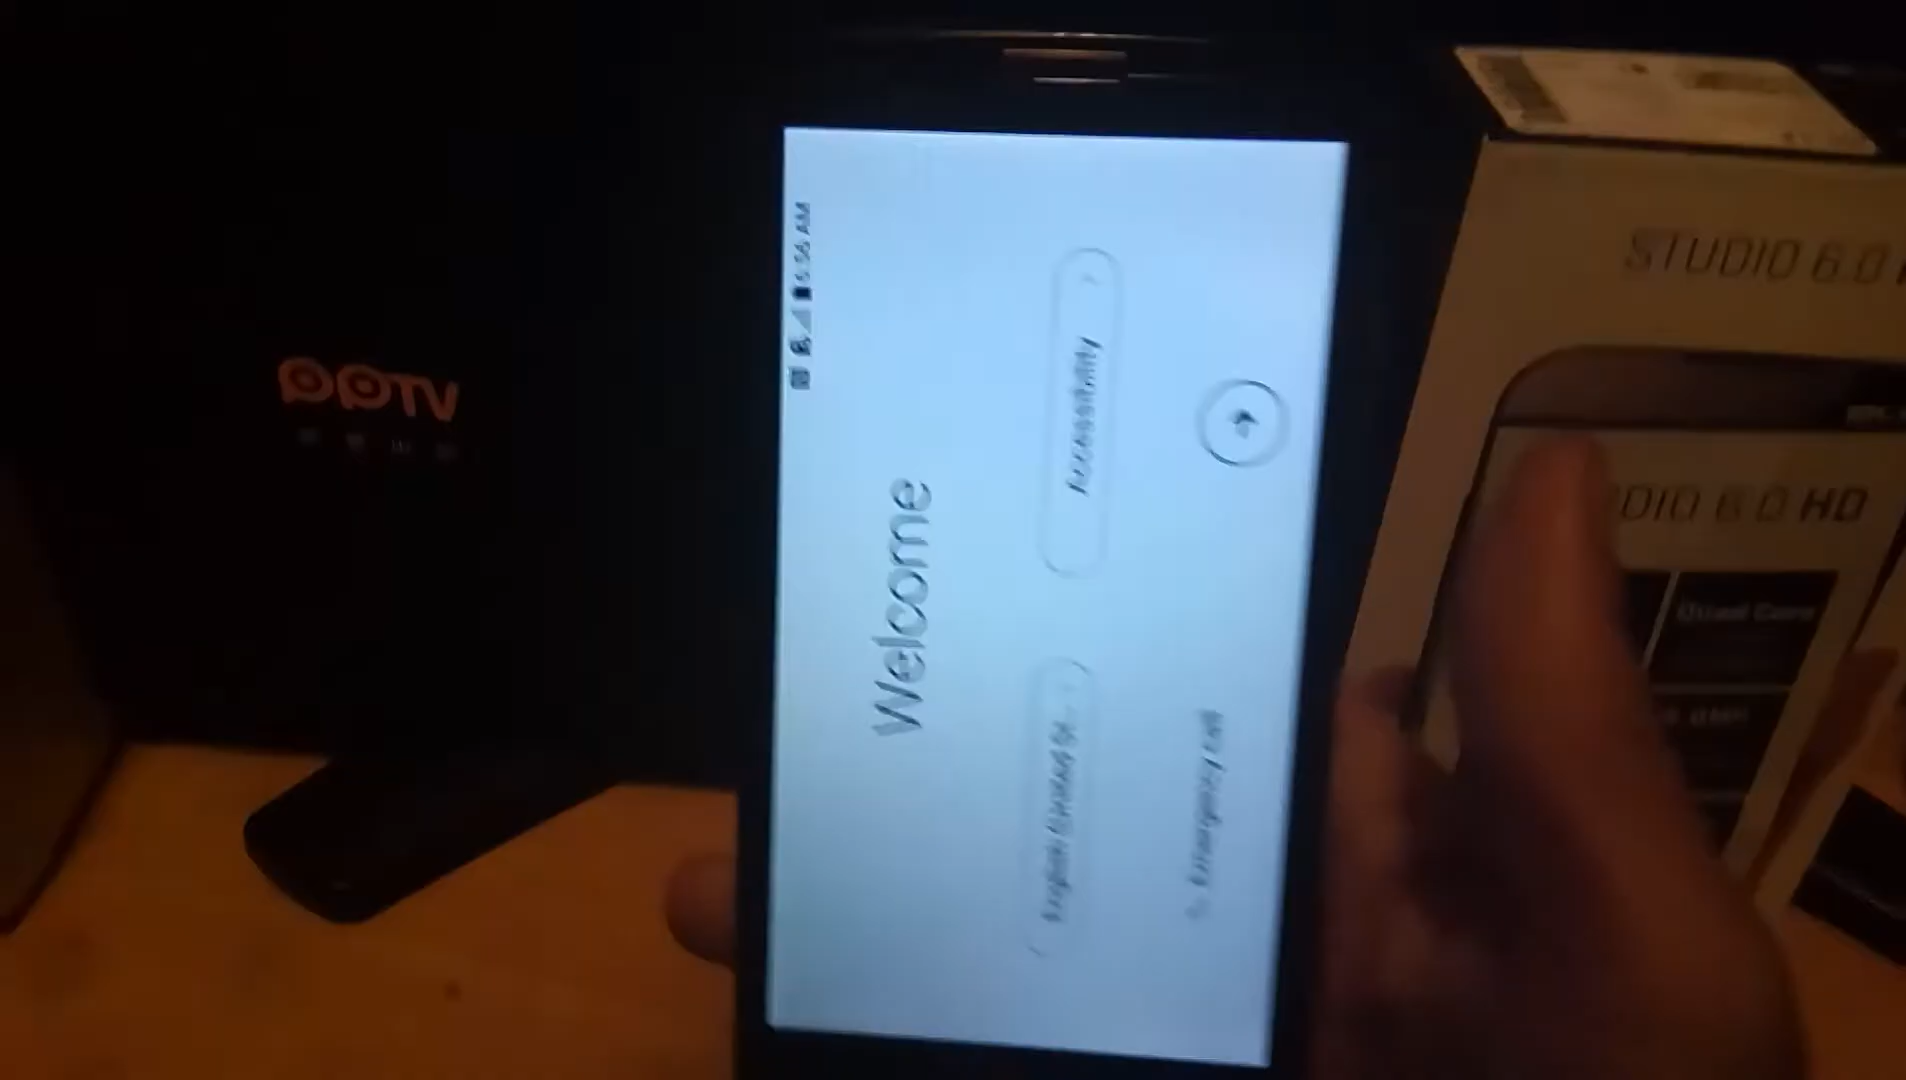 PPTV
6:56 AM
Welcome
English (United St...
Accessibility
Emergency call
STUDIO 6.0
DIO 6.0 HD
Quad Core